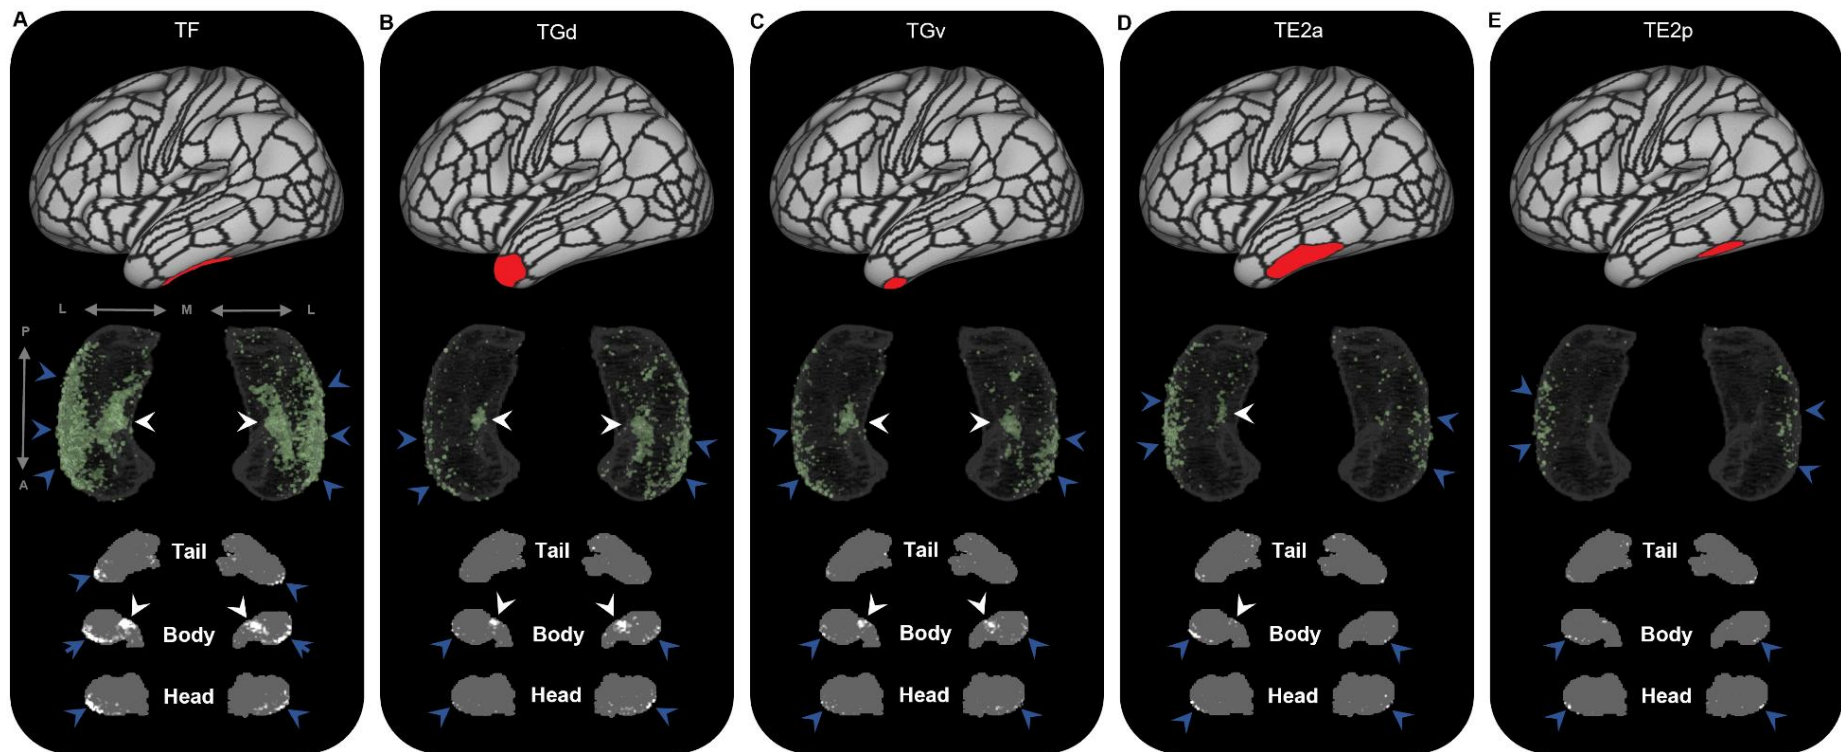 A TF
B TGd
C TGv
D TE2a
E TE2p
L M L
P
A
Tail Tail Tail Tail Tail
Body Body Body Body Body
Head Head Head Head Head